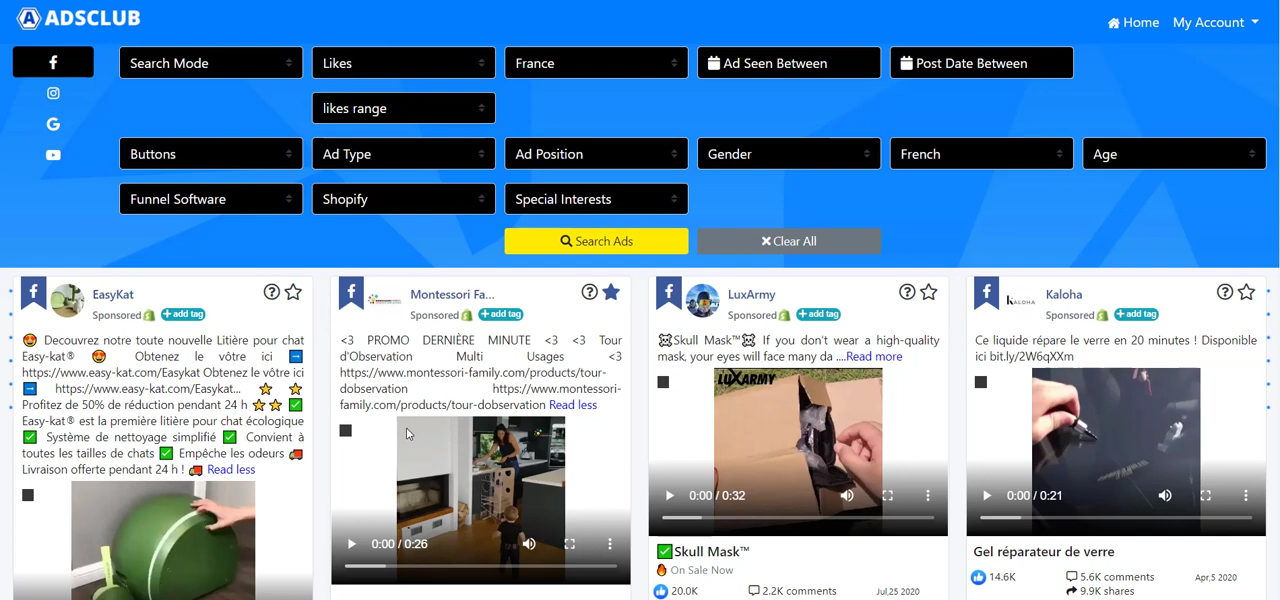 ADSCLUB
Home My Account
Search Mode Likes France Ad Seen Between Post Date Between
likes range
Buttons Ad Type Ad Position Gender French Age
Funnel Software Shopify Special Interests
Search Ads Clear All
EasyKat
Sponsored + add tag
😍 Decouvrez notre toute nouvelle Litière pour chat
Easy-kat® 😍 Obtenez le vôtre ici ➡️
https://www.easy-kat.com/Easykat Obtenez le vôtre ici
➡️ https://www.easy-kat.com/Easykat... ⭐ ⭐
Profitez de 50% de réduction pendant 24 h ⭐⭐ ✅
Easy-kat® est la première litière pour chat écologique
✅ Système de nettoyage simplifié ✅ Convient à
toutes les tailles de chats ✅ Empêche les odeurs 🚚
Livraison offerte pendant 24 h ! 🚚 Read less
Montessori Fa...
Sponsored + add tag
<3 PROMO DERNIÈRE MINUTE <3 <3 Tour
d'Observation Multi Usages <3
https://www.montessori-family.com/products/tour-
dobservation https://www.montessori-
family.com/products/tour-dobservation Read less
0:00 / 0:26
LuxArmy
Sponsored + add tag
☠️Skull Mask™☠️ If you don't wear a high-quality
mask, your eyes will face many da ....Read more
LUXARMY
0:00 / 0:32
✅Skull Mask™
🔥 On Sale Now
20.0K 2.2K comments Jul,25 2020
Kaloha
KALOHA
Sponsored + add tag
Ce liquide répare le verre en 20 minutes ! Disponible
ici bit.ly/2W6qXXm
0:00 / 0:21
Gel réparateur de verre
14.6K 5.6K comments Apr,5 2020
9.9K shares